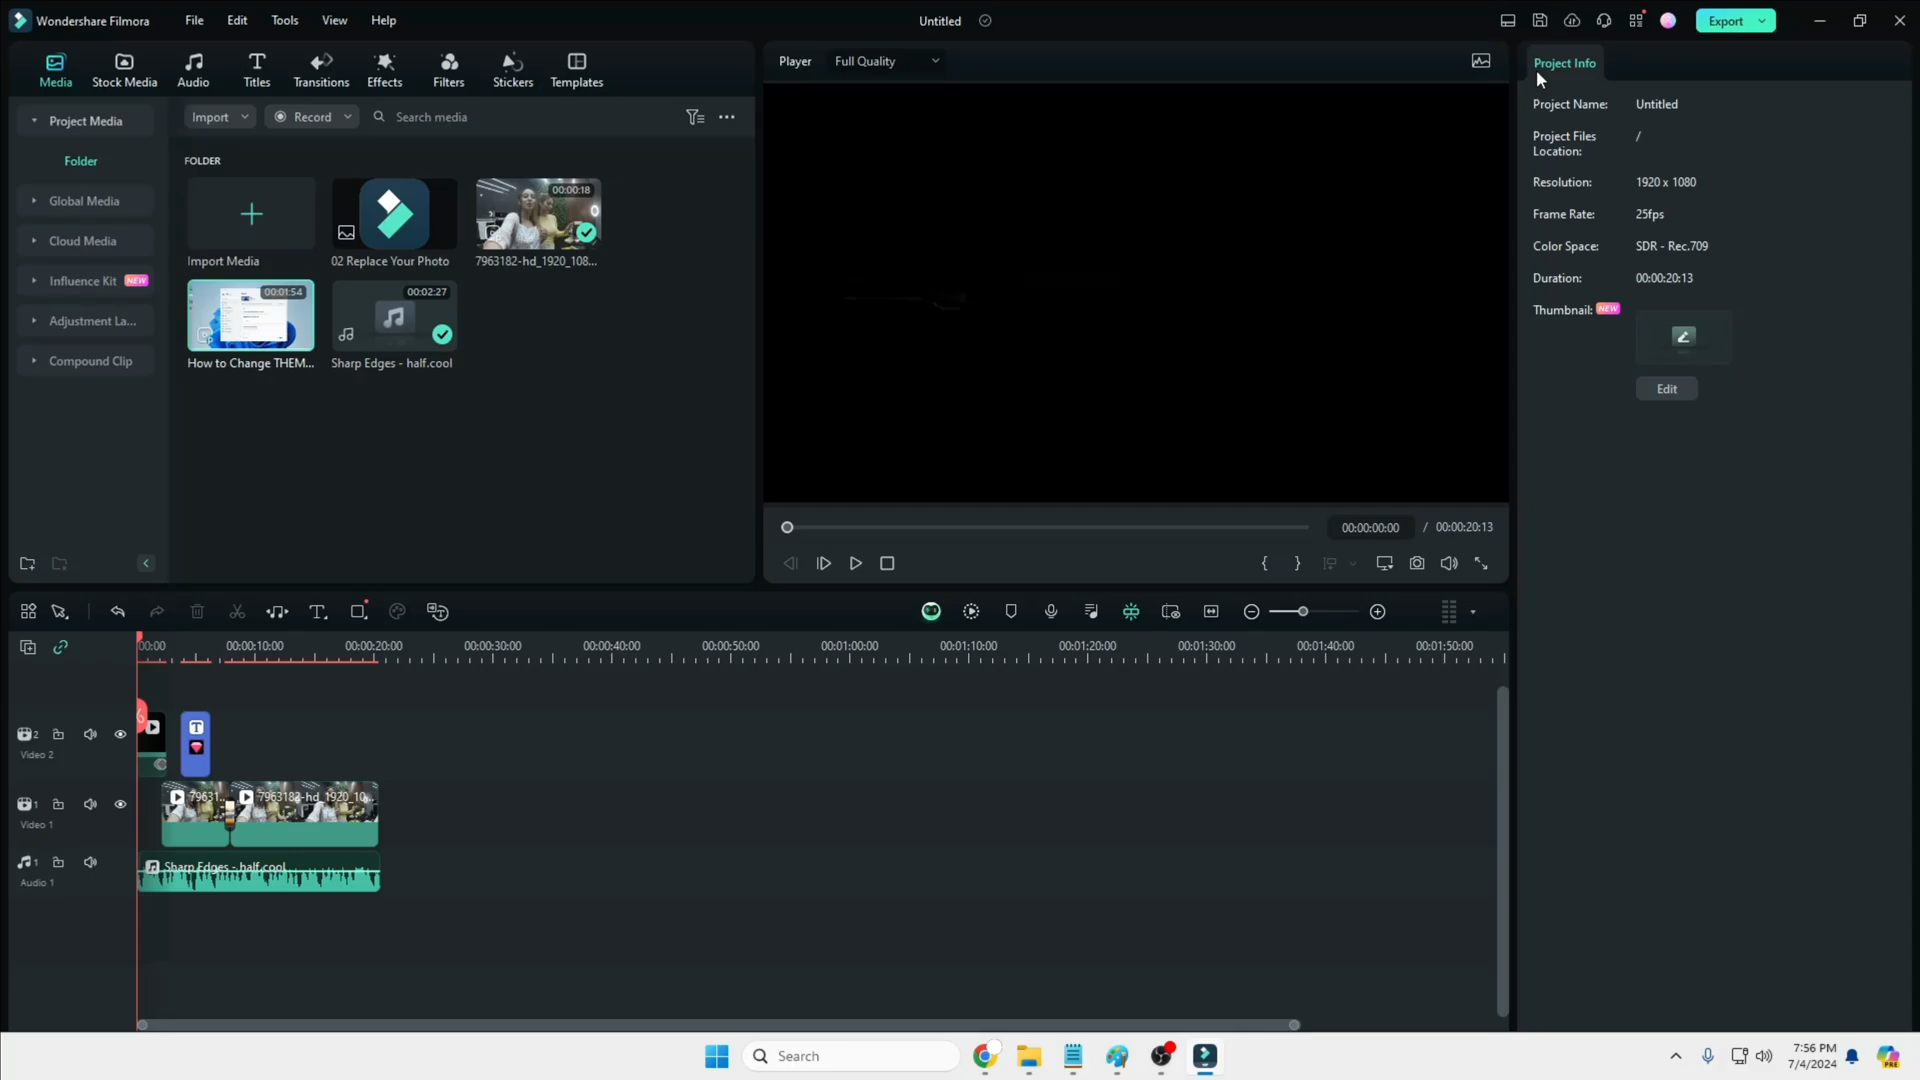 Wondershare Filmora
File
Edit
Tools
View
Help
Untitled
Export
Media
Stock Media
Audio
Titles
Transitions
Effects
Filters
Stickers
Templates
Player
Full Quality
Project Info
Project Media
Folder
Global Media
Cloud Media
Influence Kit NEW
Adjustment La...
Compound Clip
Import
Record
Search media
FOLDER
Import Media
02 Replace Your Photo
00:00:18
7963182-hd_1920_108...
00:01:54
How to Change THEM...
00:02:27
Sharp Edges - half.cool
Project Name: Untitled
Project Files Location: /
Resolution: 1920 x 1080
Frame Rate: 25fps
Color Space: SDR - Rec.709
Duration: 00:00:20:13
Thumbnail: NEW
Edit
00:00:00:00 / 00:00:20:13
00:00 00:00:10:00 00:00:20:00 00:00:30:00 00:00:40:00 00:00:50:00 00:01:00:00 00:01:10:00 00:01:20:00 00:01:30:00 00:01:40:00 00:01:50:00
2
Video 2
T
1
Video 1
79631...
7963182-hd_1920_10...
1
Audio 1
Sharp Edges - half.cool
Search
7:56 PM
7/4/2024
PRE